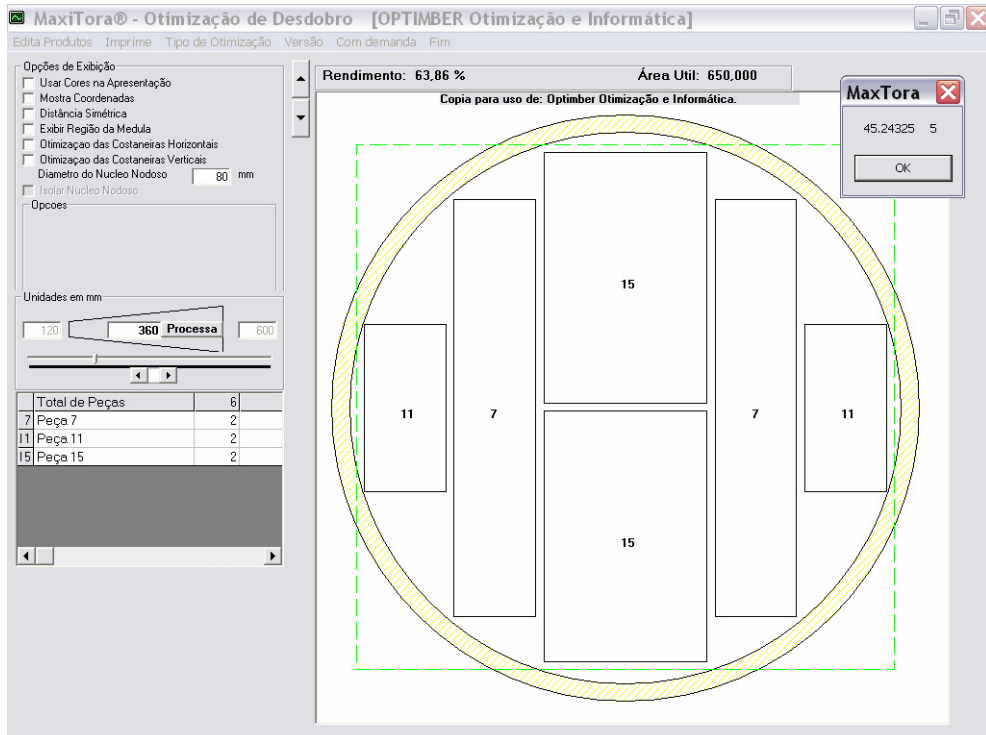 MaxiTora® - Otimização de Desdobro [OPTIMBER Otimização e Informática]
Edita Produtos Imprime Tipo de Otimização Versão Com demanda Fim
Opções de Exibição
Usar Cores na Apresentação
Mostra Coordenadas
Distância Simétrica
Exibir Região da Medula
Otimização das Costaneiras Horizontais
Otimizaçao das Costaneiras Verticais
Diametro do Nucleo Nodoso 80 mm
Isolar Nucleo Nodoso
Opcoes
Unidades em mm
120 360 Processa 600
Total de Peças 6
7 Peça 7 2
11 Peça 11 2
15 Peça 15 2
Rendimento: 63,86 % Área Util: 650,000
Copia para uso de: Optimber Otimização e Informática.
MaxTora
45.24325 5
OK
15
11 7 7 11
15